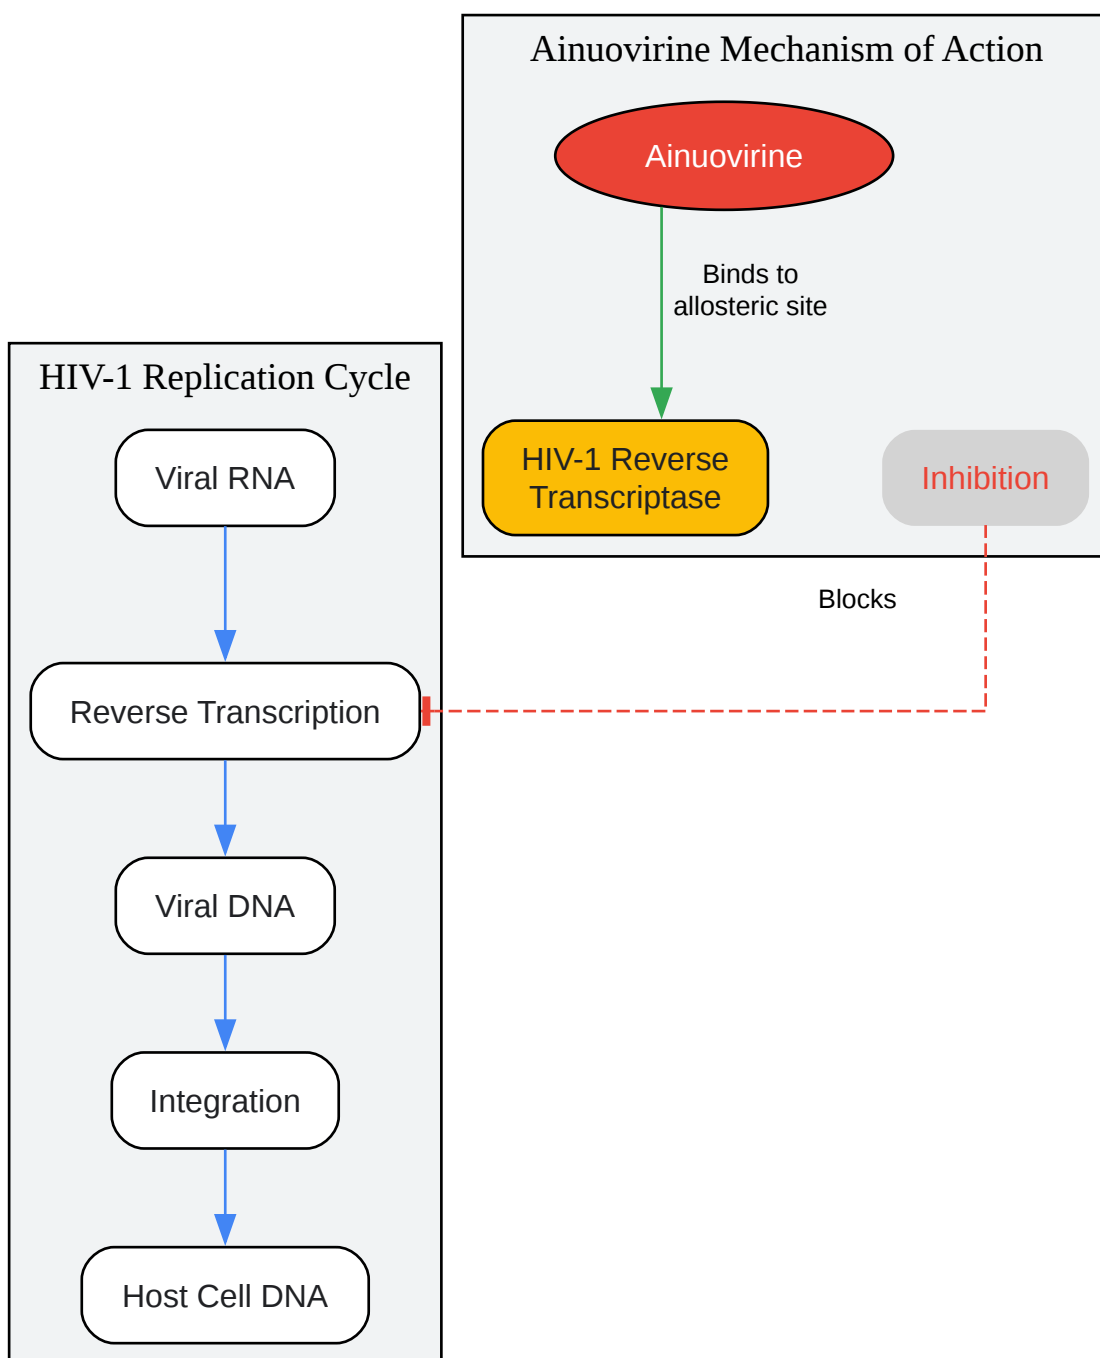 Ainuovirine Mechanism of Action
Ainuovirine
Binds to
allosteric site
HIV-1 Reverse
Transcriptase
Inhibition
Blocks
HIV-1 Replication Cycle
Viral RNA
Reverse Transcription
Viral DNA
Integration
Host Cell DNA